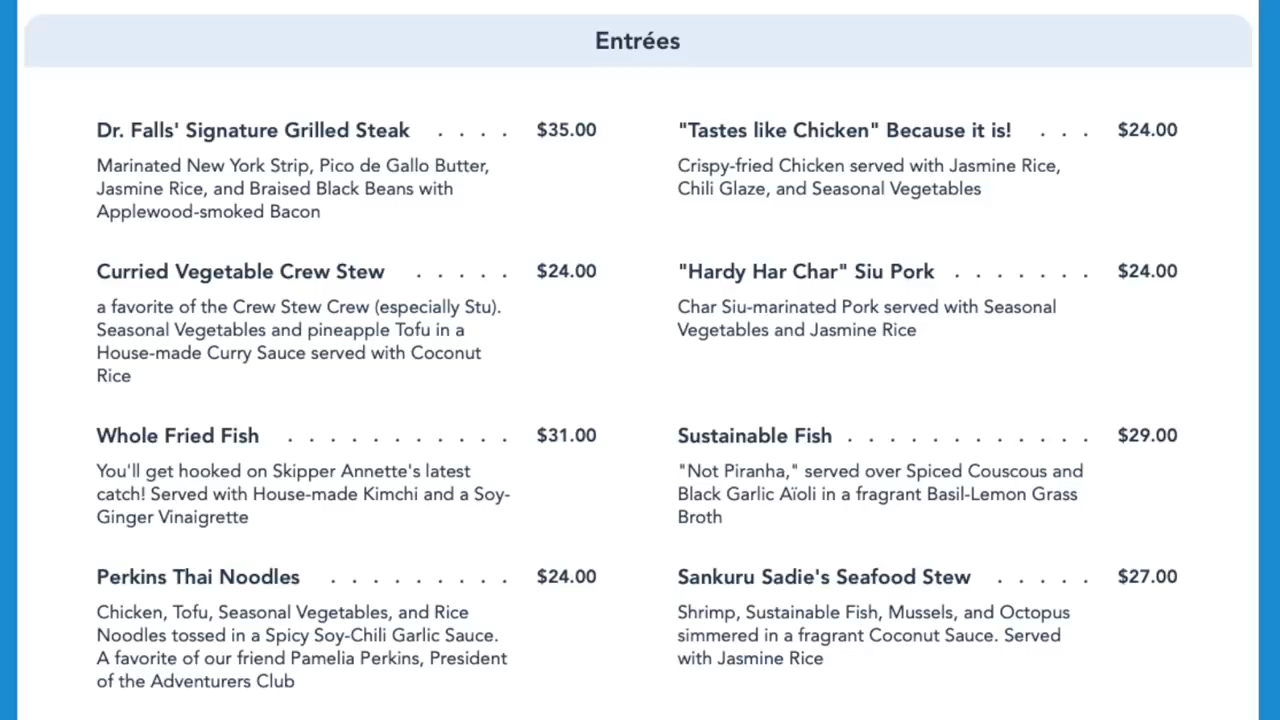 Entrées
Dr. Falls' Signature Grilled Steak . . . . $35.00
Marinated New York Strip, Pico de Gallo Butter,
Jasmine Rice, and Braised Black Beans with
Applewood-smoked Bacon
"Tastes like Chicken" Because it is! . . . $24.00
Crispy-fried Chicken served with Jasmine Rice,
Chili Glaze, and Seasonal Vegetables
Curried Vegetable Crew Stew . . . . . $24.00
a favorite of the Crew Stew Crew (especially Stu).
Seasonal Vegetables and pineapple Tofu in a
House-made Curry Sauce served with Coconut
Rice
"Hardy Har Char" Siu Pork . . . . . . . $24.00
Char Siu-marinated Pork served with Seasonal
Vegetables and Jasmine Rice
Whole Fried Fish . . . . . . . . . . . $31.00
You'll get hooked on Skipper Annette's latest
catch! Served with House-made Kimchi and a Soy-
Ginger Vinaigrette
Sustainable Fish . . . . . . . . . . . . $29.00
"Not Piranha," served over Spiced Couscous and
Black Garlic Aïoli in a fragrant Basil-Lemon Grass
Broth
Perkins Thai Noodles . . . . . . . . . $24.00
Chicken, Tofu, Seasonal Vegetables, and Rice
Noodles tossed in a Spicy Soy-Chili Garlic Sauce.
A favorite of our friend Pamelia Perkins, President
of the Adventurers Club
Sankuru Sadie's Seafood Stew . . . . . $27.00
Shrimp, Sustainable Fish, Mussels, and Octopus
simmered in a fragrant Coconut Sauce. Served
with Jasmine Rice